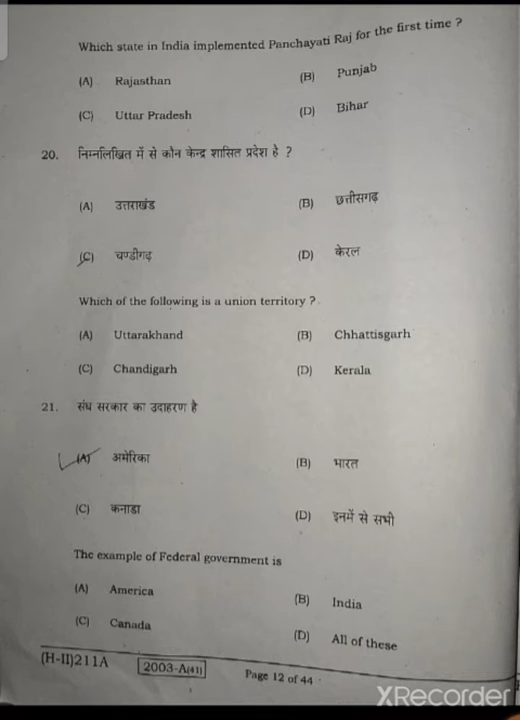 Which state in India implemented Panchayati Raj for the first time ?
(A) Rajasthan (B) Punjab
(C) Uttar Pradesh (D) Bihar
20. निम्नलिखित में से कौन केन्द्र शासित प्रदेश है ?
(A) उत्तराखंड (B) छत्तीसगढ़
(C) चण्डीगढ़ (D) केरल
Which of the following is a union territory ?
(A) Uttarakhand (B) Chhattisgarh
(C) Chandigarh (D) Kerala
21. संघ सरकार का उदाहरण है
(A) अमेरिका (B) भारत
(C) कनाडा (D) इनमें से सभी
The example of Federal government is
(A) America (B) India
(C) Canada (D) All of these
(H-II)211A 2003-A(41) Page 12 of 44
XRecorder